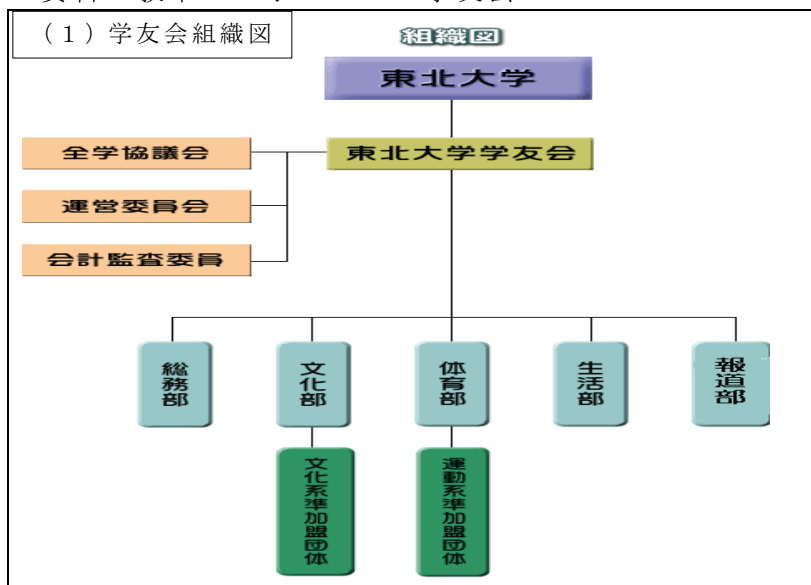 （１）学友会組織図
組織図
東北大学
全学協議会
東北大学学友会
運営委員会
会計監査委員
総務部
文化部
体育部
生活部
報道部
文化系準加盟団体
運動系準加盟団体